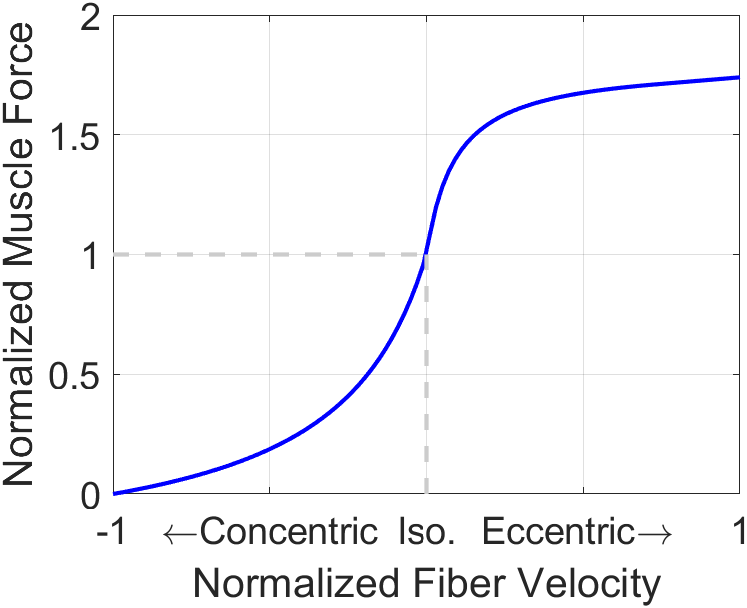 Normalized Muscle Force
2
1.5
1
0.5
0
-1 ←Concentric Iso. Eccentric→ 1
Normalized Fiber Velocity